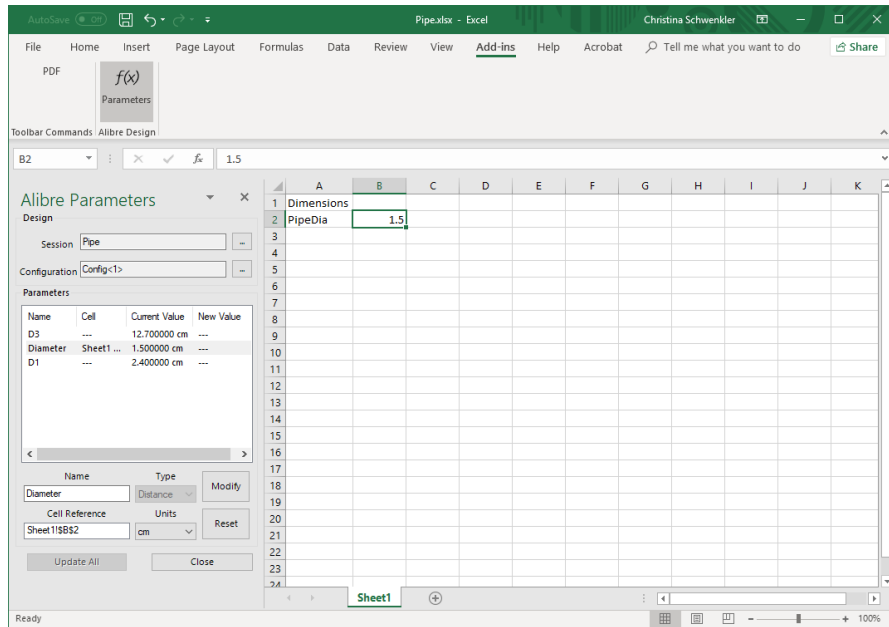 AutoSave Off Pipe.xlsx - Excel Christina Schwenkler
File Home Insert Page Layout Formulas Data Review View Add-ins Help Acrobat Tell me what you want to do Share
PDF
f(x)
Parameters
Toolbar Commands Alibre Design
B2 fx 1.5
Alibre Parameters
Design
Session Pipe ...
Configuration Config<1> ...
Parameters
Name Cell Current Value New Value
D3 --- 12.700000 cm ---
Diameter Sheet1 ... 1.500000 cm ---
D1 --- 2.400000 cm ---
Name Type
Diameter Distance Modify
Cell Reference Units
Sheet1!$B$2 cm Reset
Update All Close
A B C D E F G H I J K
1 Dimensions
2 PipeDia 1.5
3
4
5
6
7
8
9
10
11
12
13
14
15
16
17
18
19
20
21
22
23
24
Sheet1
Ready 100%